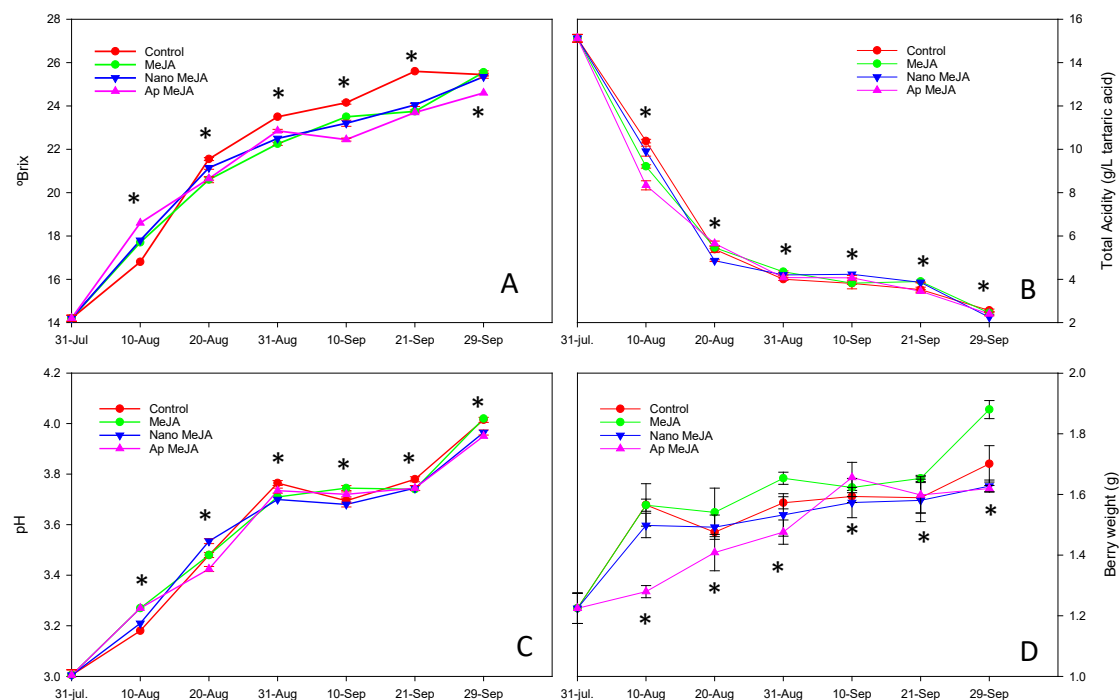 28
26
24
22
20
18
16
14
ºBrix
Control
MeJA
Nano MeJA
Ap MeJA
*
*
*
*
*
*
A
31-Jul
10-Aug
20-Aug
31-Aug
10-Sep
21-Sep
29-Sep
16
14
12
10
8
6
4
2
Total Acidity (g/L tartaric acid)
Control
MeJA
Nano MeJA
Ap MeJA
*
*
*
*
*
*
B
31-jul.
10-Aug
20-Aug
31-Aug
10-Sep
21-Sep
29-Sep
4.2
4.0
3.8
3.6
3.4
3.2
3.0
pH
Control
MeJA
Nano MeJA
Ap MeJA
*
*
*
*
*
*
C
31-jul.
10-Aug
20-Aug
31-Aug
10-Sep
21-Sep
29-Sep
2.0
1.8
1.6
1.4
1.2
1.0
Berry weight (g)
Control
MeJA
Nano MeJA
Ap MeJA
*
*
*
*
*
*
D
31-jul.
10-Aug
20-Aug
31-Aug
10-Sep
21-Sep
29-Sep